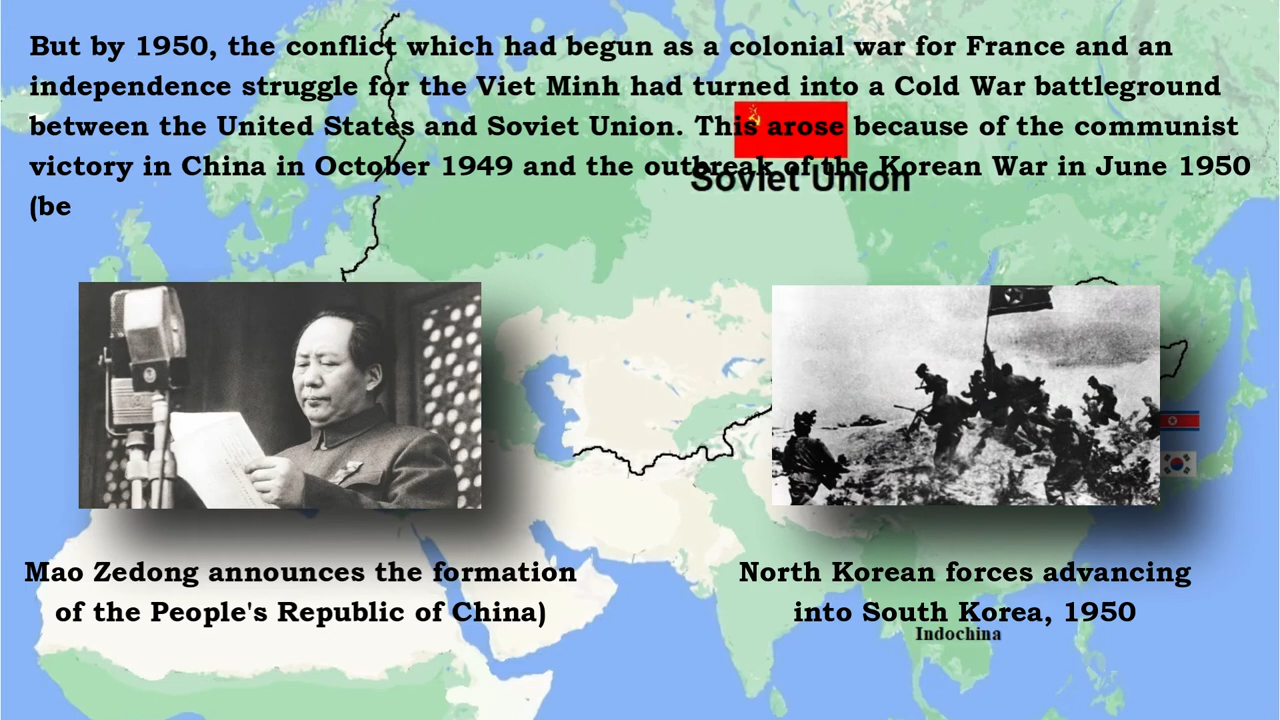 But by 1950, the conflict which had begun as a colonial war for France and an
independence struggle for the Viet Minh had turned into a Cold War battleground
between the United States and Soviet Union. This arose because of the communist
victory in China in October 1949 and the outbreak of the Korean War in June 1950
(be
Soviet Union
Mao Zedong announces the formation
of the People's Republic of China)
North Korean forces advancing
into South Korea, 1950
Indochina